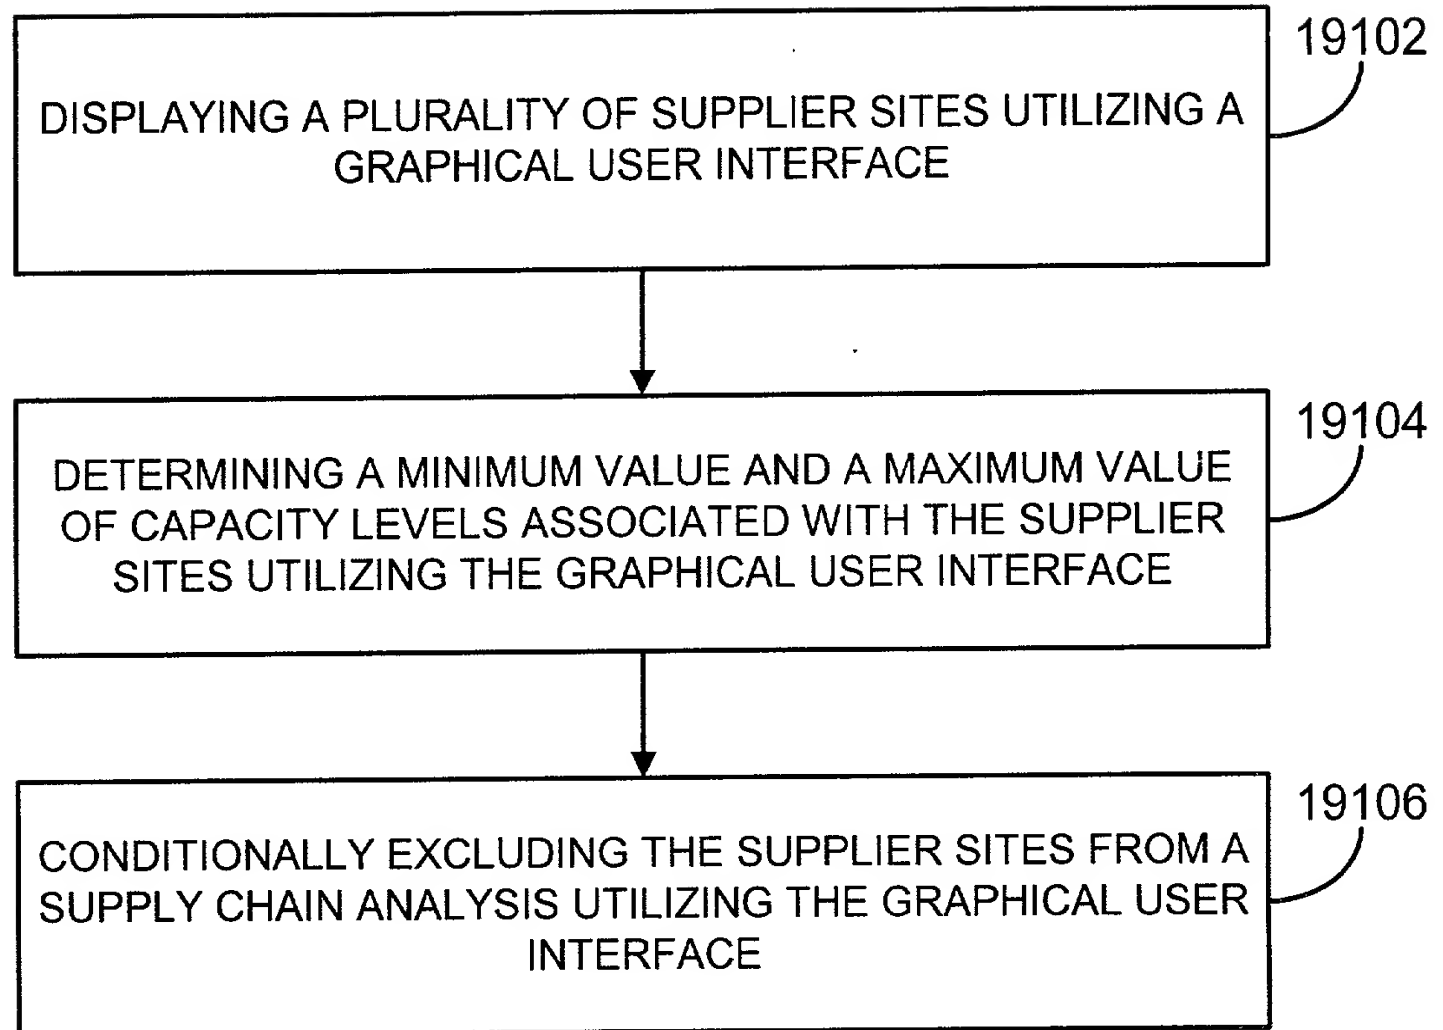 19102
DISPLAYING A PLURALITY OF SUPPLIER SITES UTILIZING A
GRAPHICAL USER INTERFACE
19104
DETERMINING A MINIMUM VALUE AND A MAXIMUM VALUE
OF CAPACITY LEVELS ASSOCIATED WITH THE SUPPLIER
SITES UTILIZING THE GRAPHICAL USER INTERFACE
19106
CONDITIONALLY EXCLUDING THE SUPPLIER SITES FROM A
SUPPLY CHAIN ANALYSIS UTILIZING THE GRAPHICAL USER
INTERFACE